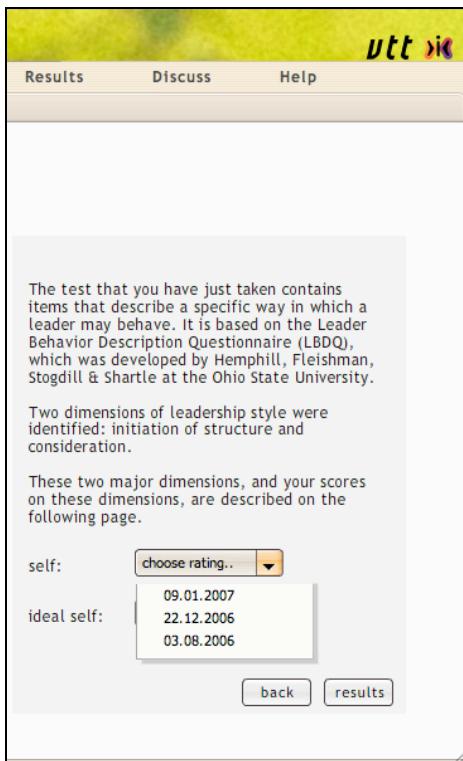 vtt
Results Discuss Help
The test that you have just taken contains
items that describe a specific way in which a
leader may behave. It is based on the Leader
Behavior Description Questionnaire (LBDQ),
which was developed by Hemphill, Fleishman,
Stogdill & Shartle at the Ohio State University.
Two dimensions of leadership style were
identified: initiation of structure and
consideration.
These two major dimensions, and your scores
on these dimensions, are described on the
following page.
self: choose rating..
09.01.2007
ideal self: 22.12.2006
03.08.2006
back results